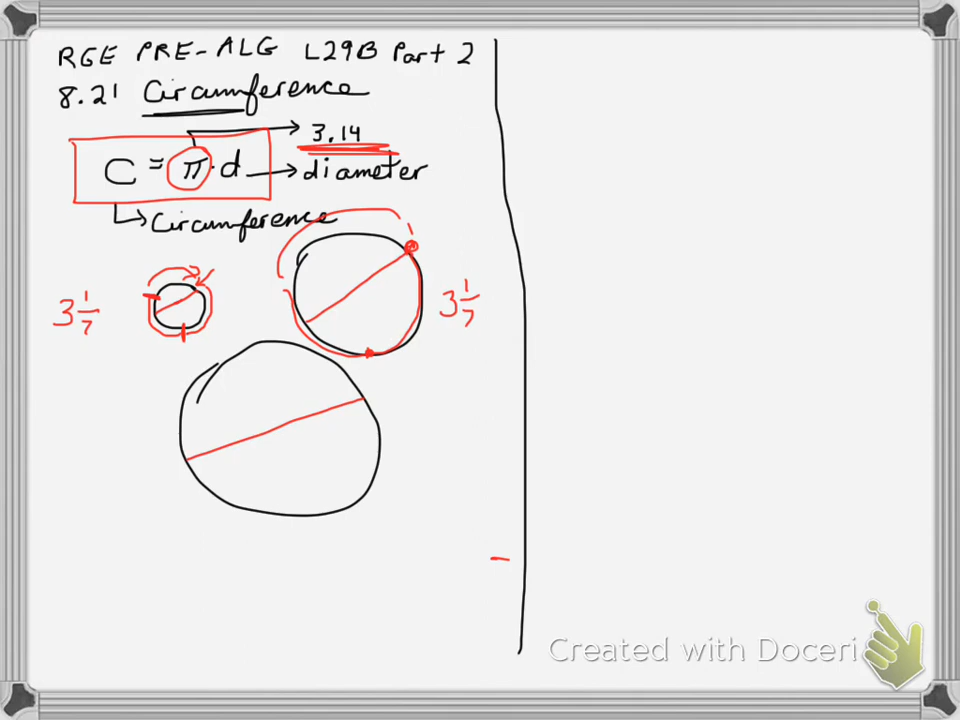 RGE PRE-ALG L29B Part 2
8.21 Circumference
3.14
C = π · d → diameter
Circumference
3 1/7
3 1/7
Created with Doceri